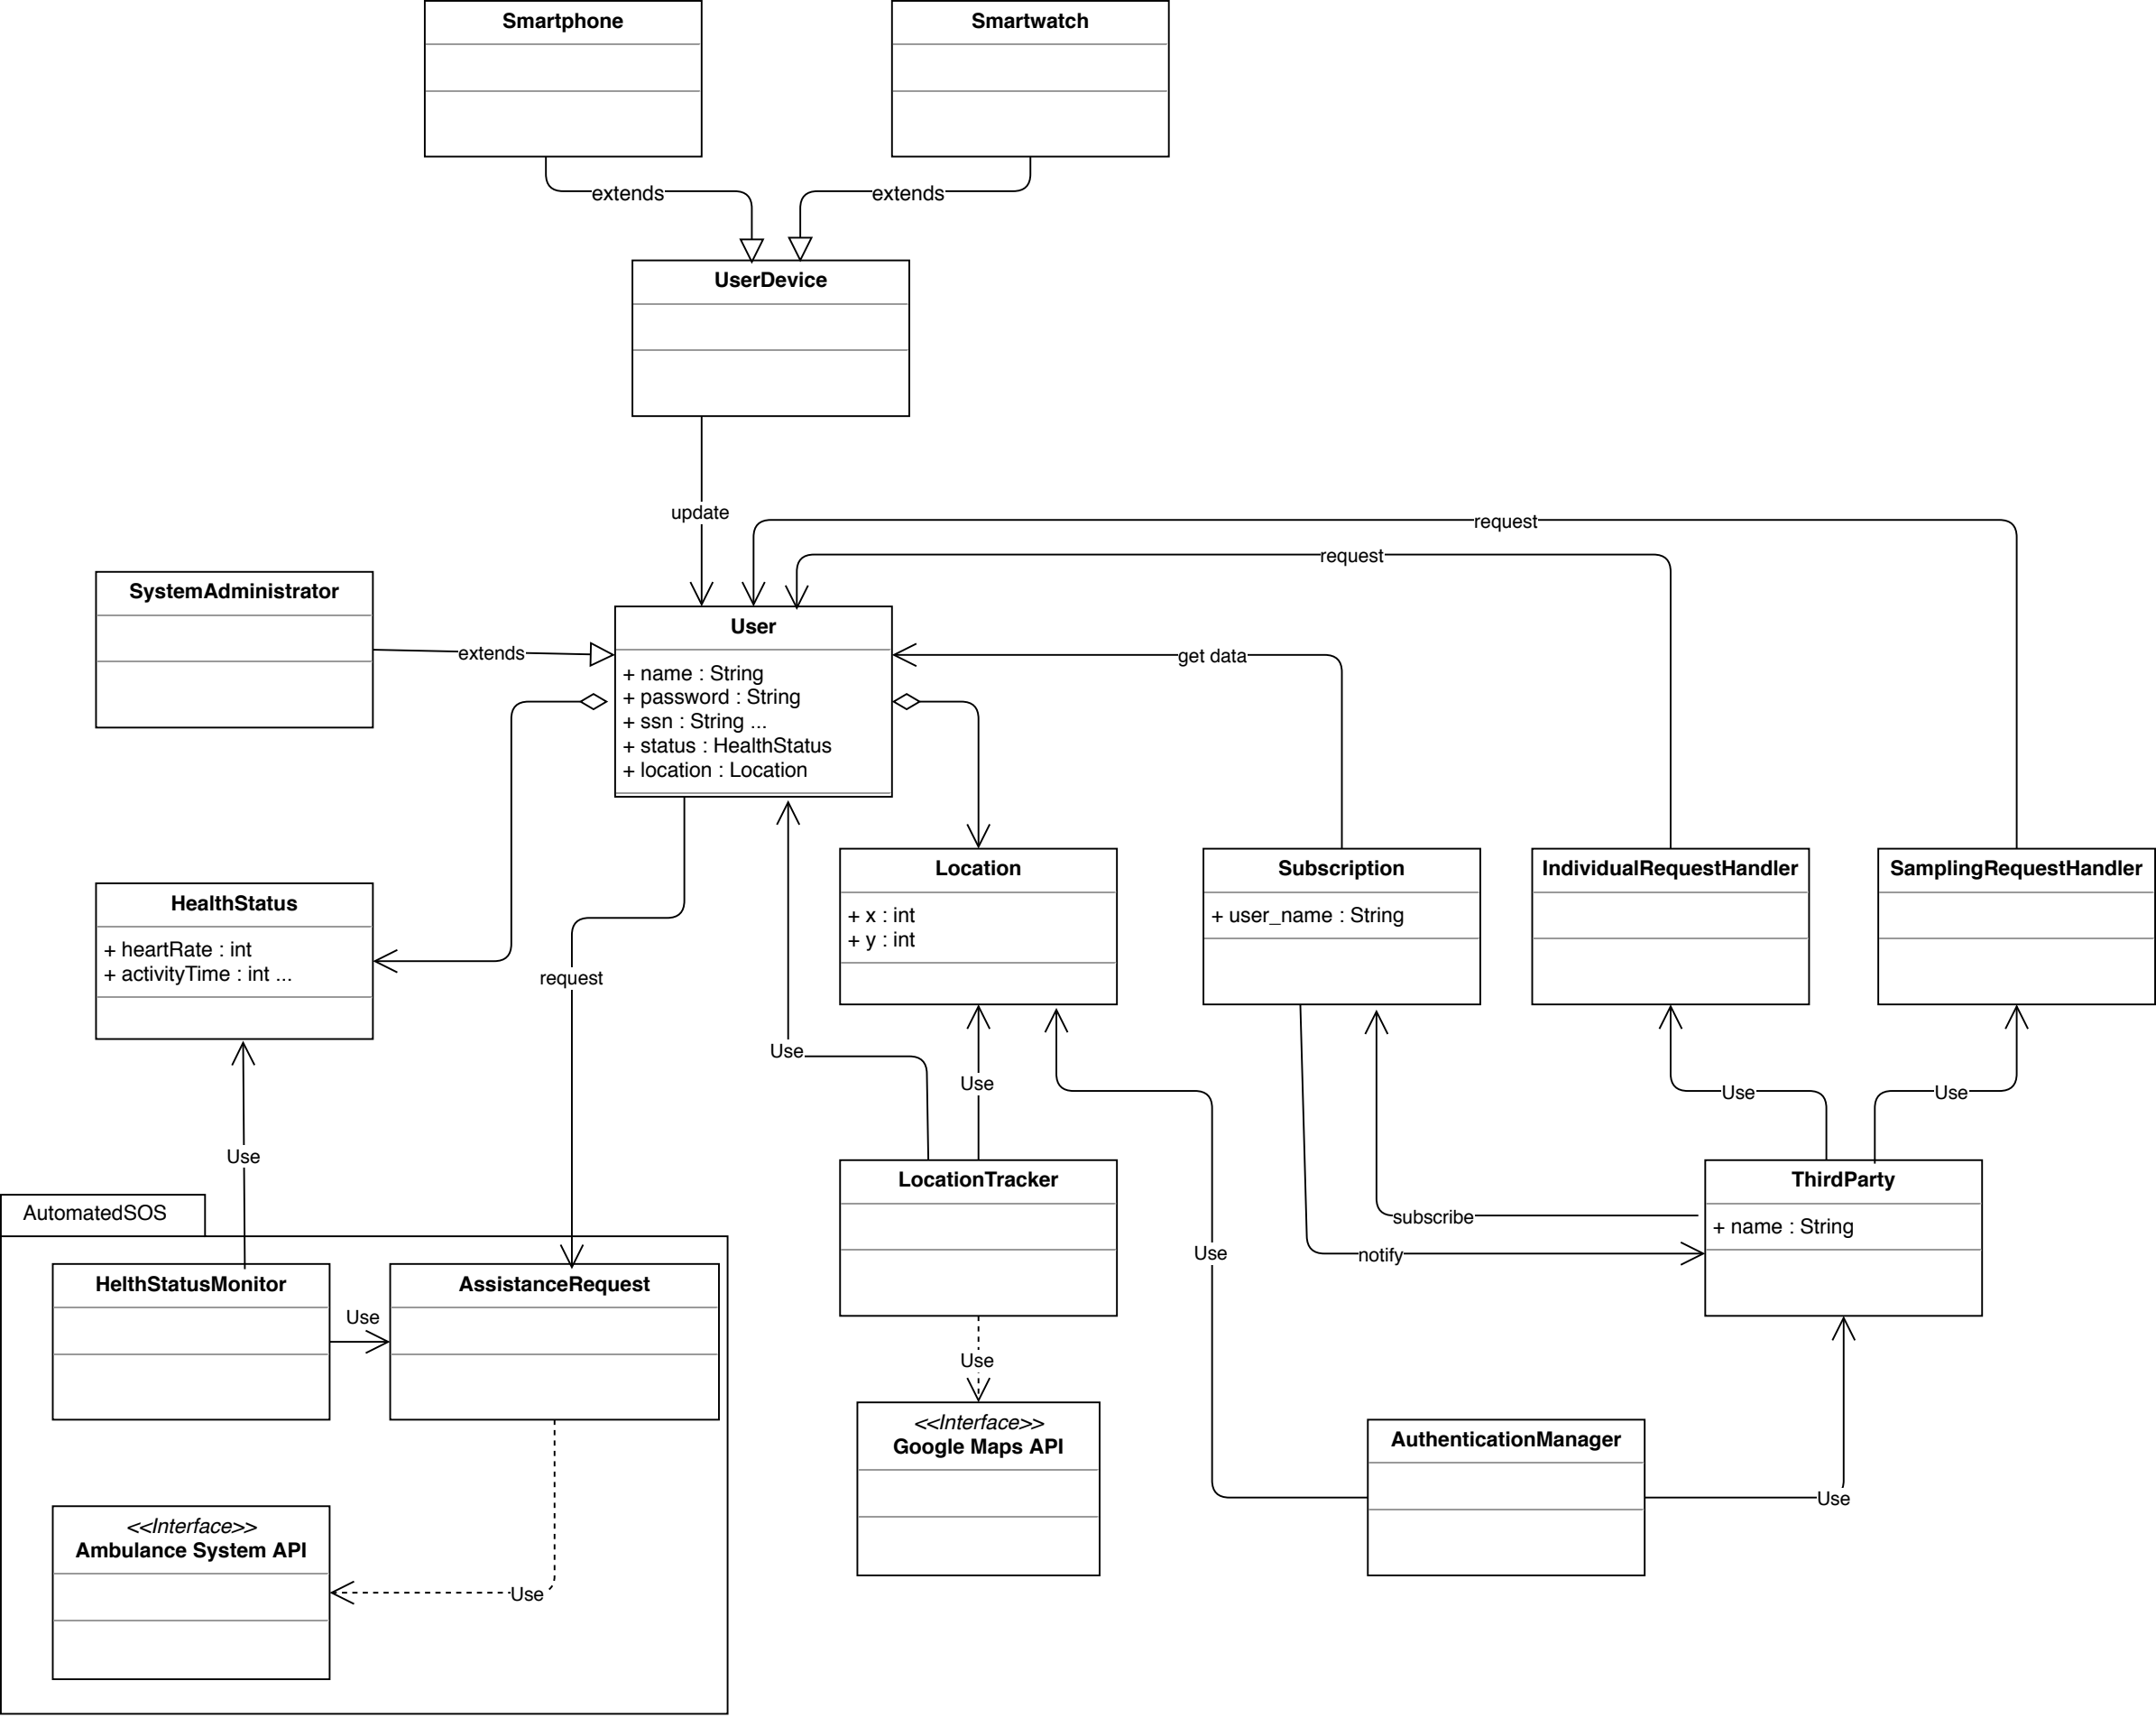 Smartphone
Smartwatch
extends
extends
UserDevice
update
request
request
SystemAdministrator
extends
User
+ name : String
+ password : String
+ ssn : String ...
+ status : HealthStatus
+ location : Location
get data
HealthStatus
+ heartRate : int
+ activityTime : int ...
request
Location
+ x : int
+ y : int
Subscription
+ user_name : String
IndividualRequestHandler
SamplingRequestHandler
Use
Use
Use
Use
Use
AutomatedSOS
HelthStatusMonitor
Use
AssistanceRequest
LocationTracker
Use
subscribe
notify
ThirdParty
+ name : String
Use
<<Interface>>
Google Maps API
AuthenticationManager
Use
<<Interface>>
Ambulance System API
Use